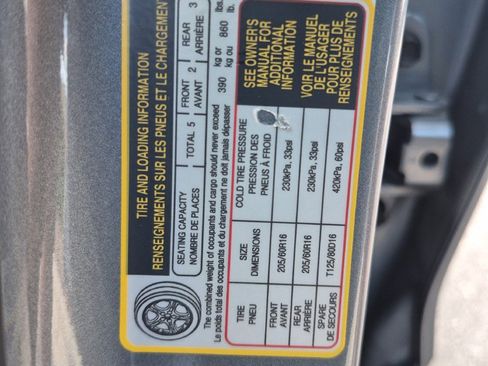 TIRE AND LOADING INFORMATION
RENSEIGNEMENTS SUR LES PNEUS ET LE CHARGEMENT
SEATING CAPACITY
NOMBRE DE PLACES
TOTAL 5
FRONT
AVANT
2
REAR
ARRIÈRE
3
The combined weight of occupants and cargo should never exceed
Le poids total des occupants et du chargement ne doit jamais dépasser
390 kg or 860 lbs.
kg ou lb.
TIRE
PNEU
SIZE
DIMENSIONS
COLD TIRE PRESSURE
PRESSION DES
PNEUS À FROID
FRONT
AVANT
205/60R16
230kPa, 33psi
REAR
ARRIÈRE
205/60R16
230kPa, 33psi
SPARE
DE SECOURS
T125/80D16
420kPa, 60psi
SEE OWNER'S
MANUAL FOR
ADDITIONAL
INFORMATION
VOIR LE MANUEL
DE L'USAGER
POUR PLUS DE
RENSEIGNEMENTS